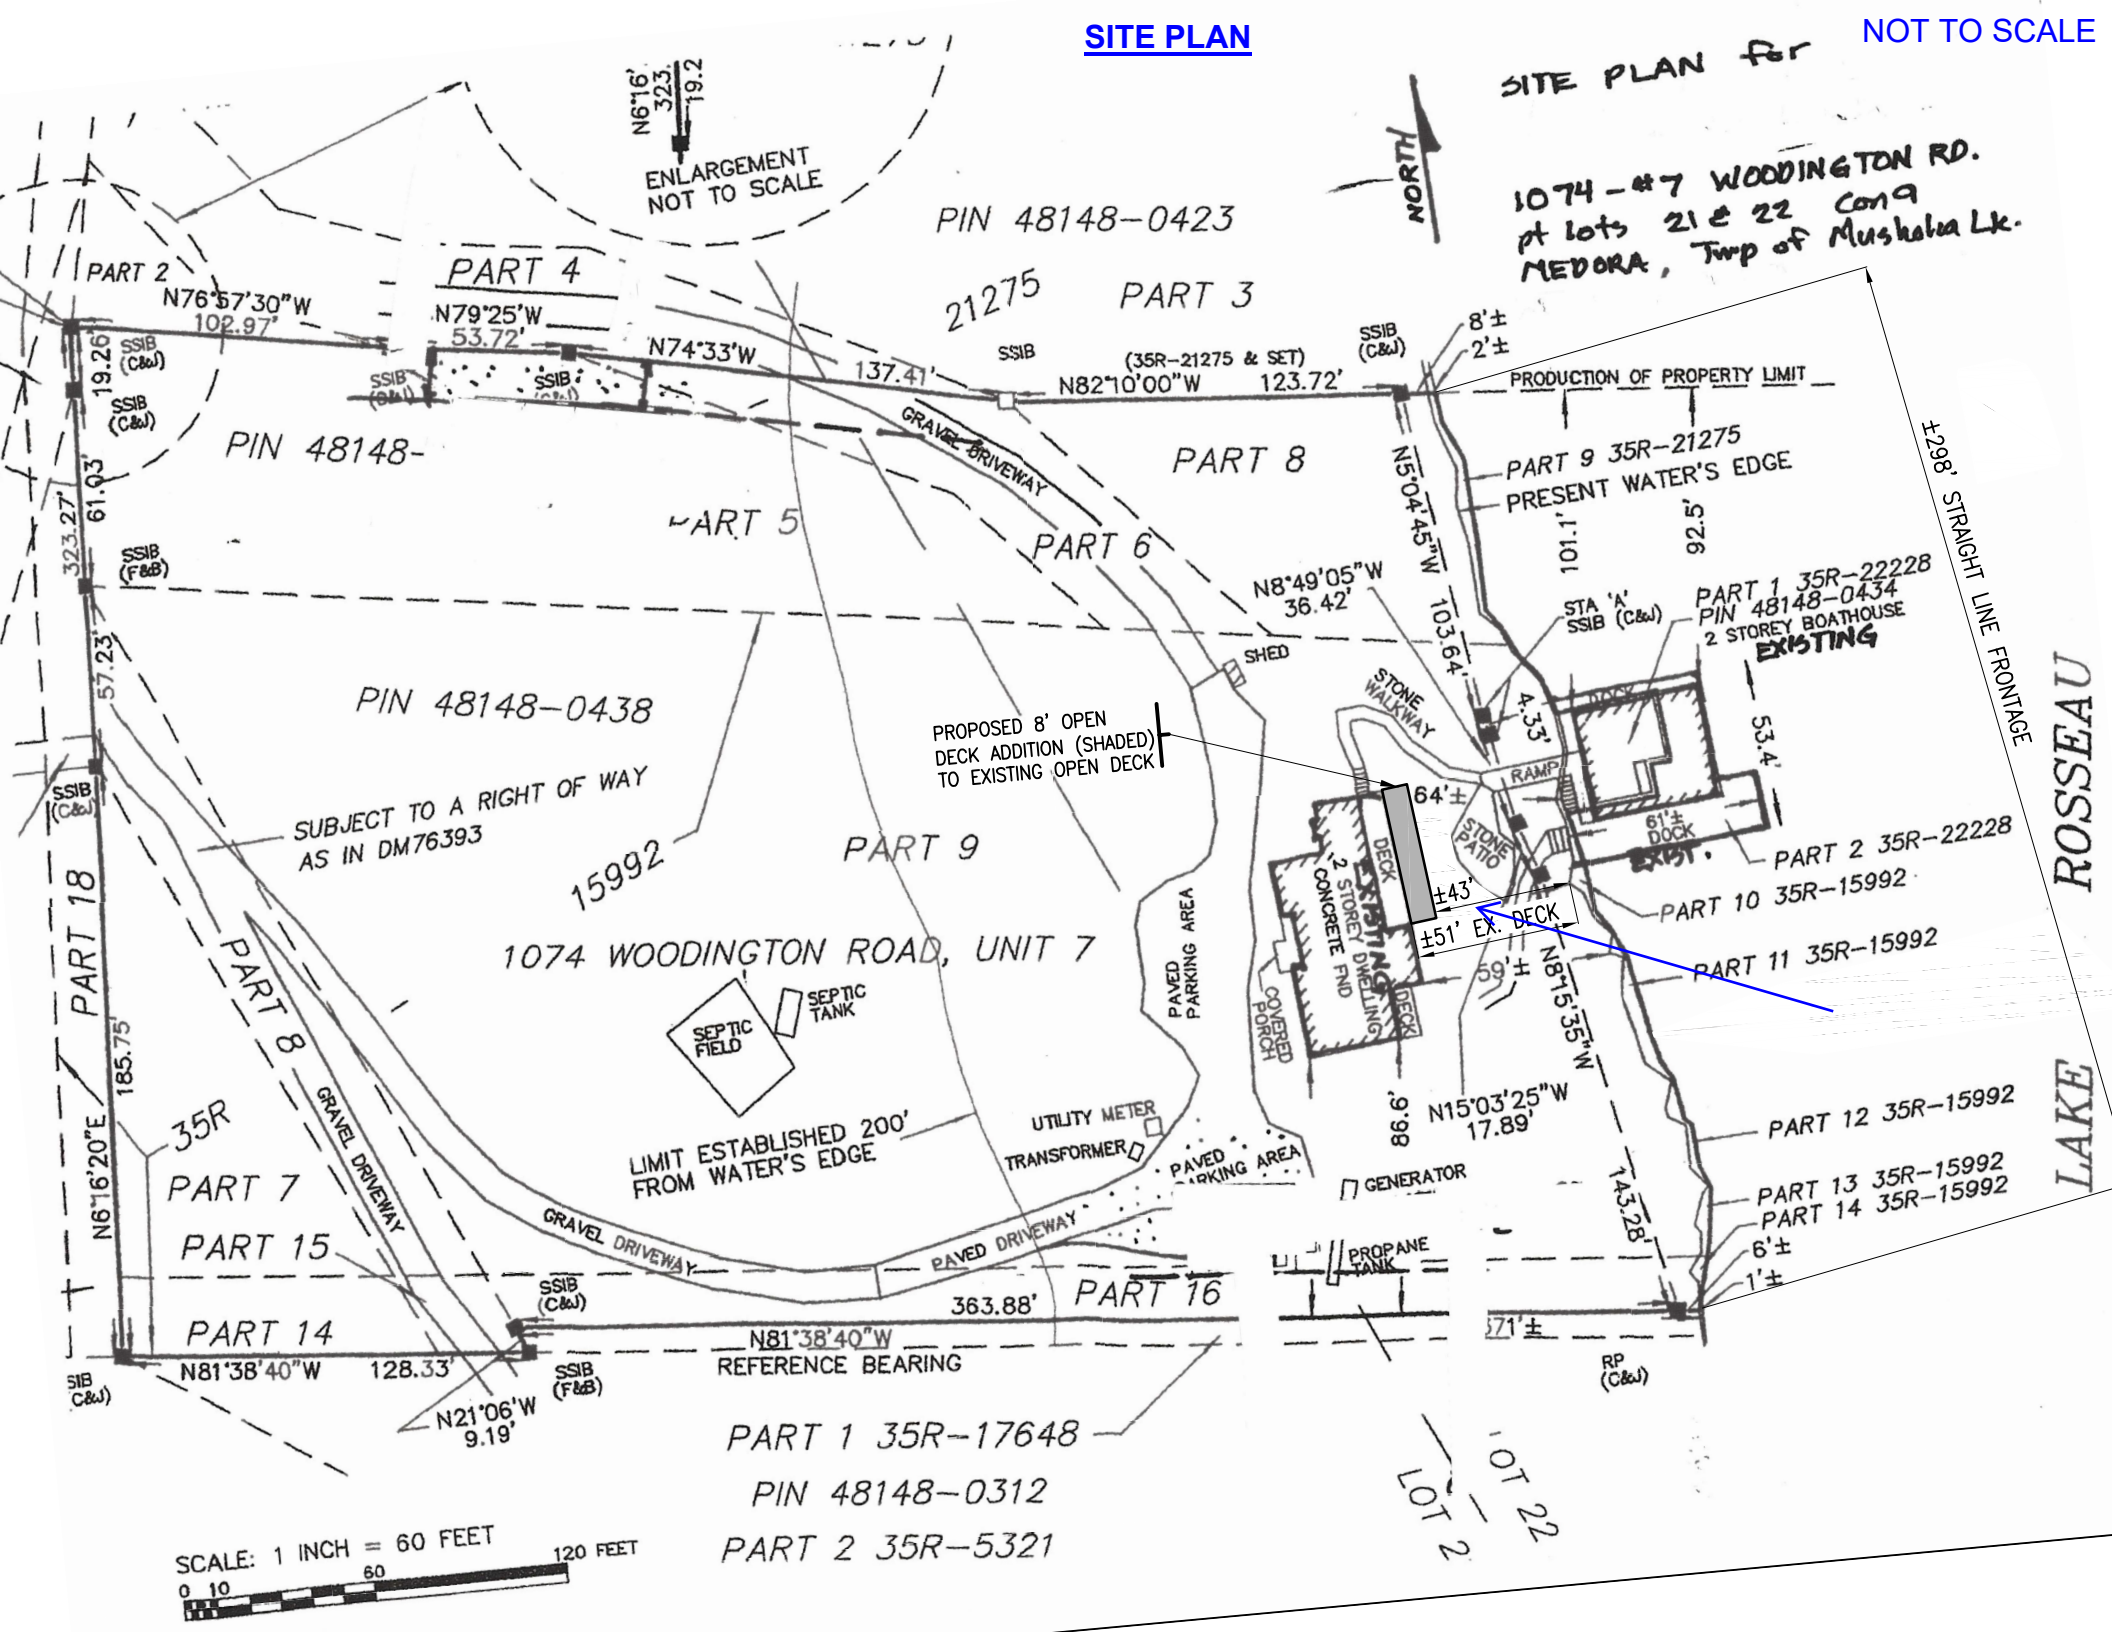 SITE PLAN
NOT TO SCALE
SITE PLAN for
1074-#7 WOODINGTON RD.
pt lots 21 & 22 Con 9
MEDORA, Twp of Muskoka Lk.
NORTH
N6°16'
323.
19.2
ENLARGEMENT
NOT TO SCALE
PIN 48148-0423
PART 2
PART 4
21275
PART 3
N76°57'30"W
102.97'
N79°25'W
53.72'
N74°33'W
137.41'
SSIB
(35R-21275 & SET)
N82°10'00"W 123.72'
SSIB
(C&W)
8'±
2'±
PRODUCTION OF PROPERTY LIMIT
19.26'
SSIB
(C&W)
SSIB
(C&W)
SSIB
SSIB
PIN 48148-
GRAVEL DRIVEWAY
PART 8
PART 9 35R-21275
PRESENT WATER'S EDGE
±298' STRAIGHT LINE FRONTAGE
323.27'
61.03'
ART 5
PART 6
N5°04'45"W 103.64'
101.1'
92.5'
SSIB
(F&B)
N8°49'05"W
36.42'
STA 'A'
SSIB (C&W)
PART 1 35R-22228
PIN 48148-0434
2 STOREY BOATHOUSE
EXISTING
57.23'
PIN 48148-0438
SHED
STONE
WALKWAY
4.33'
DOCK
53.4'
PROPOSED 8' OPEN
DECK ADDITION (SHADED)
TO EXISTING OPEN DECK
RAMP
64'±
SSIB
(C&W)
SUBJECT TO A RIGHT OF WAY
AS IN DM76393
15992
PART 9
DECK
STONE
PATIO
61'±
DOCK
EXIST.
PART 2 35R-22228
PART 10 35R-15992
LAKE ROSSEAU
PART 18
PART 8
1074 WOODINGTON ROAD, UNIT 7
PAVED
PARKING AREA
EXISTING
2 STOREY DWELLING
CONCRETE FND
±43'
±51' EX. DECK
59'±
PART 11 35R-15992
SEPTIC
FIELD
SEPTIC
TANK
COVERED
PORCH
DECK
N8°15'35"W
143.28'
185.75'
N6°16'20"E
35R
GRAVEL DRIVEWAY
LIMIT ESTABLISHED 200'
FROM WATER'S EDGE
UTILITY METER
TRANSFORMER
PAVED
ARKING AREA
86.6'
N15°03'25"W
17.89'
PART 12 35R-15992
GENERATOR
PART 13 35R-15992
PART 14 35R-15992
PART 7
PART 15
GRAVEL DRIVEWAY
PAVED DRIVEWAY
PROPANE
TANK
6'±
1'±
SSIB
(C&W)
363.88'
PART 16
PART 14
N81°38'40"W 128.33'
N81°38'40"W
REFERENCE BEARING
71'±
SIB
C&W)
SSIB
(F&B)
RP
(C&W)
N21°06'W
9.19'
PART 1 35R-17648
PIN 48148-0312
PART 2 35R-5321
LOT 2
OT 22
SCALE: 1 INCH = 60 FEET
0 10 60 120 FEET